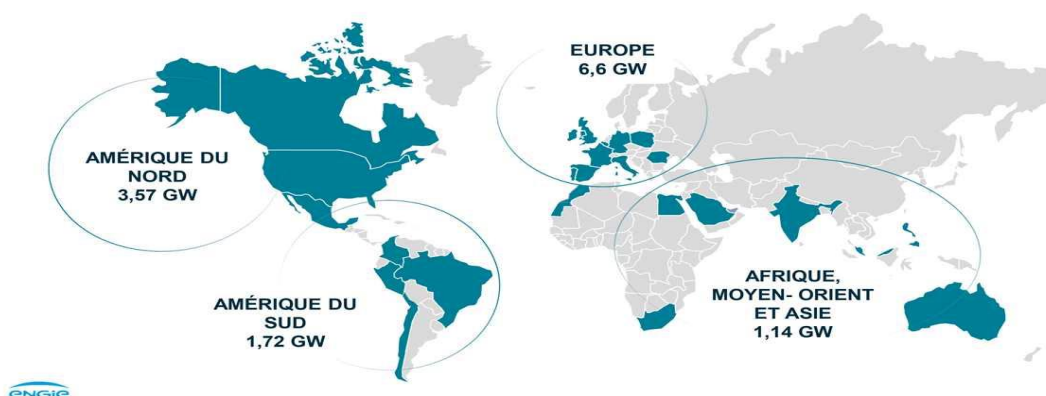 EUROPE
6,6 GW
AMÉRIQUE DU
NORD
3,57 GW
AMÉRIQUE DU
SUD
1,72 GW
AFRIQUE,
MOYEN- ORIENT
ET ASIE
1,14 GW
ENGIE